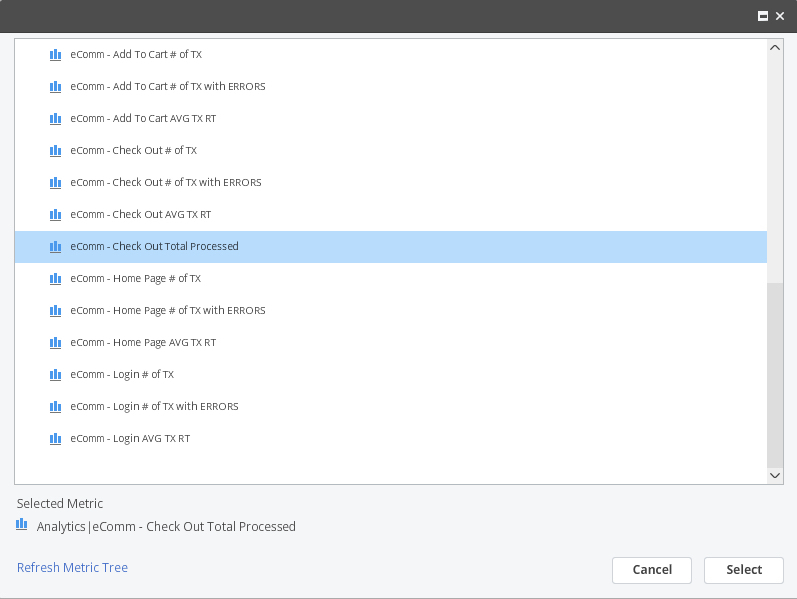 eComm - Add To Cart # of TX
eComm - Add To Cart # of TX with ERRORS
eComm - Add To Cart AVG TX RT
eComm - Check Out # of TX
eComm - Check Out # of TX with ERRORS
eComm - Check Out AVG TX RT
eComm - Check Out Total Processed
eComm - Home Page # of TX
eComm - Home Page # of TX with ERRORS
eComm - Home Page AVG TX RT
eComm - Login # of TX
eComm - Login # of TX with ERRORS
eComm - Login AVG TX RT
Selected Metric
Analytics|eComm - Check Out Total Processed
Refresh Metric Tree
Cancel
Select